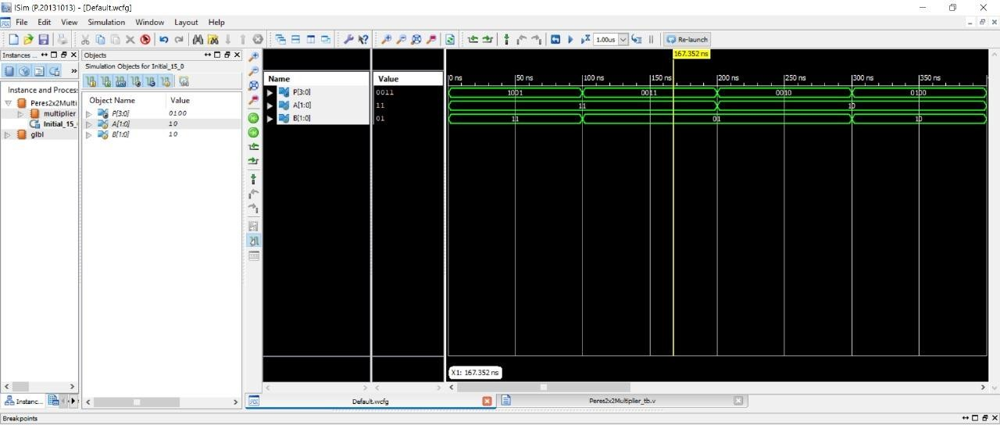 ISim (P.20131013) - [Default.wcfg]
File Edit View Simulation Window Layout Help
1.00us Re-launch
Instances ...
Objects
Simulation Objects for Initial_15_0
Instance and Process
Peres2x2Multi
multiplier
Initial_15_
glbl
Object Name Value
P[3:0] 0100
A[1:0] 10
B[1:0] 10
Name Value
P[3:0] 0011
A[1:0] 11
B[1:0] 01
167.352 ns
0 ns 50 ns 100 ns 150 ns 200 ns 250 ns 300 ns 350 ns
1001 0011 0010 0100
11 10
11 01 10
X1: 167.352 ns
Instanc...
Default.wcfg
Peres2x2Multiplier_tb.v
Breakpoints